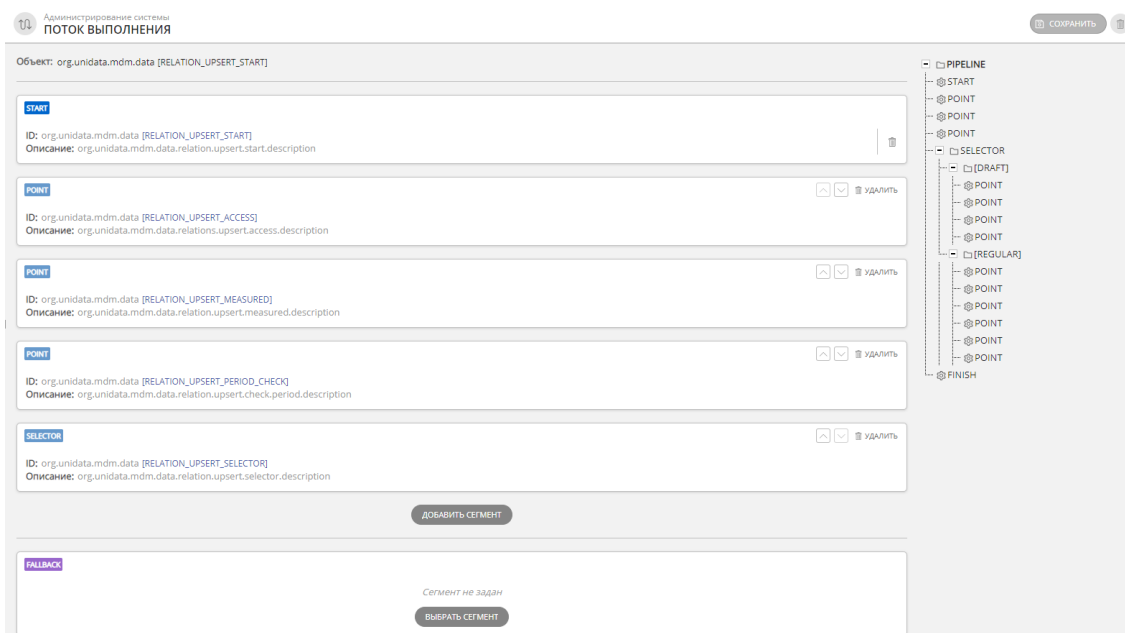 Администрирование системы
ПОТОК ВЫПОЛНЕНИЯ
СОХРАНИТЬ
Объект: org.unidata.mdm.data [RELATION_UPSERT_START]
START
ID: org.unidata.mdm.data [RELATION_UPSERT_START]
Описание: org.unidata.mdm.data.relation.upsert.start.description
POINT
УДАЛИТЬ
ID: org.unidata.mdm.data [RELATION_UPSERT_ACCESS]
Описание: org.unidata.mdm.data.relations.upsert.access.description
POINT
УДАЛИТЬ
ID: org.unidata.mdm.data [RELATION_UPSERT_MEASURED]
Описание: org.unidata.mdm.data.relation.upsert.measured.description
POINT
УДАЛИТЬ
ID: org.unidata.mdm.data [RELATION_UPSERT_PERIOD_CHECK]
Описание: org.unidata.mdm.data.relation.upsert.check.period.description
SELECTOR
УДАЛИТЬ
ID: org.unidata.mdm.data [RELATION_UPSERT_SELECTOR]
Описание: org.unidata.mdm.data.relation.upsert.selector.description
ДОБАВИТЬ СЕГМЕНТ
FALLBACK
Сегмент не задан
ВЫБРАТЬ СЕГМЕНТ
PIPELINE
START
POINT
POINT
POINT
SELECTOR
[DRAFT]
POINT
POINT
POINT
POINT
[REGULAR]
POINT
POINT
POINT
POINT
POINT
POINT
FINISH